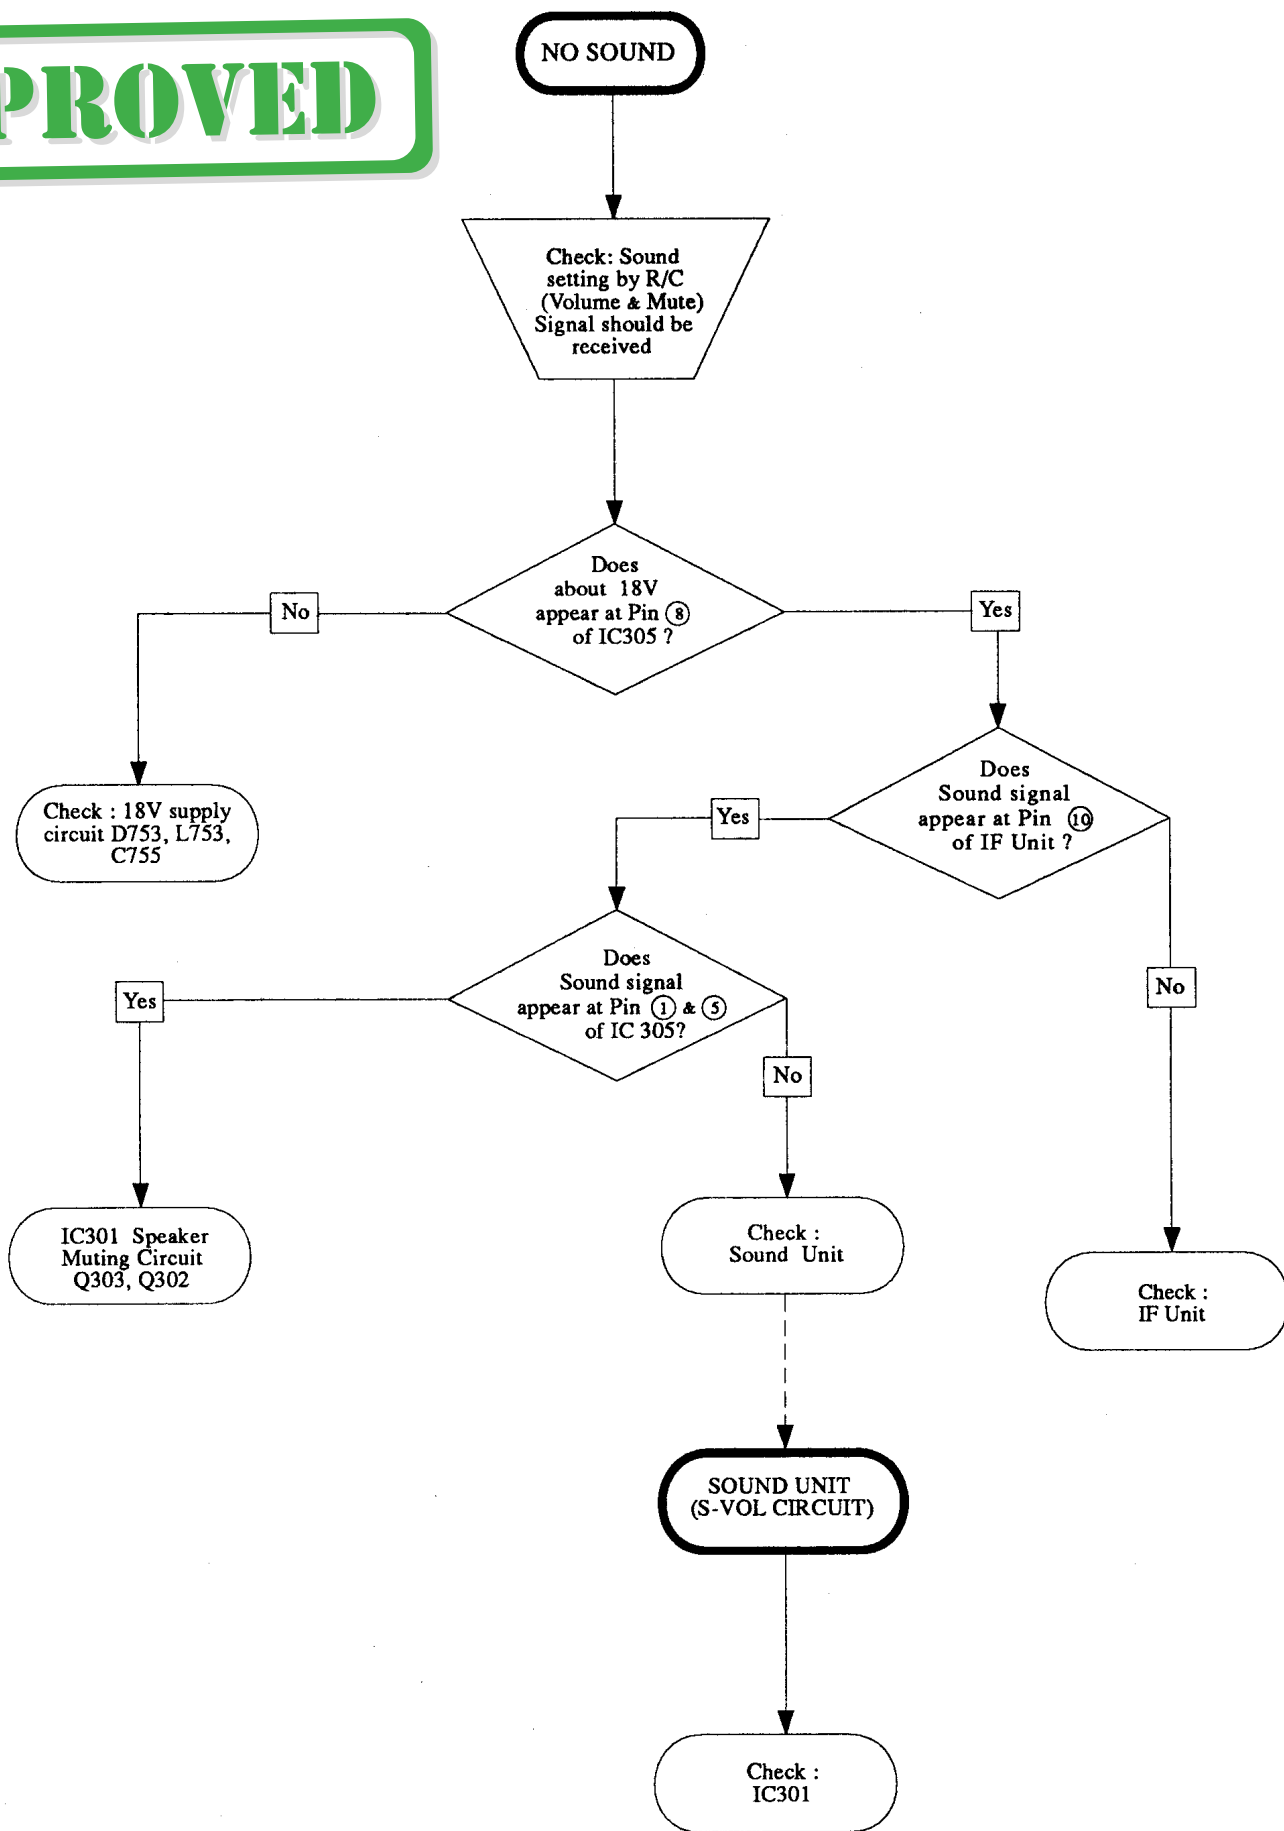 PROVED
NO SOUND
Check: Sound
setting by R/C
(Volume & Mute)
Signal should be
received
Does
about 18V
appear at Pin ⑧
of IC305 ?
No
Yes
Check : 18V supply
circuit D753, L753,
C755
Does
Sound signal
appear at Pin ⑩
of IF Unit ?
Yes
No
Does
Sound signal
appear at Pin ① & ⑤
of IC 305?
Yes
No
IC301 Speaker
Muting Circuit
Q303, Q302
Check :
Sound Unit
Check :
IF Unit
SOUND UNIT
(S-VOL CIRCUIT)
Check :
IC301